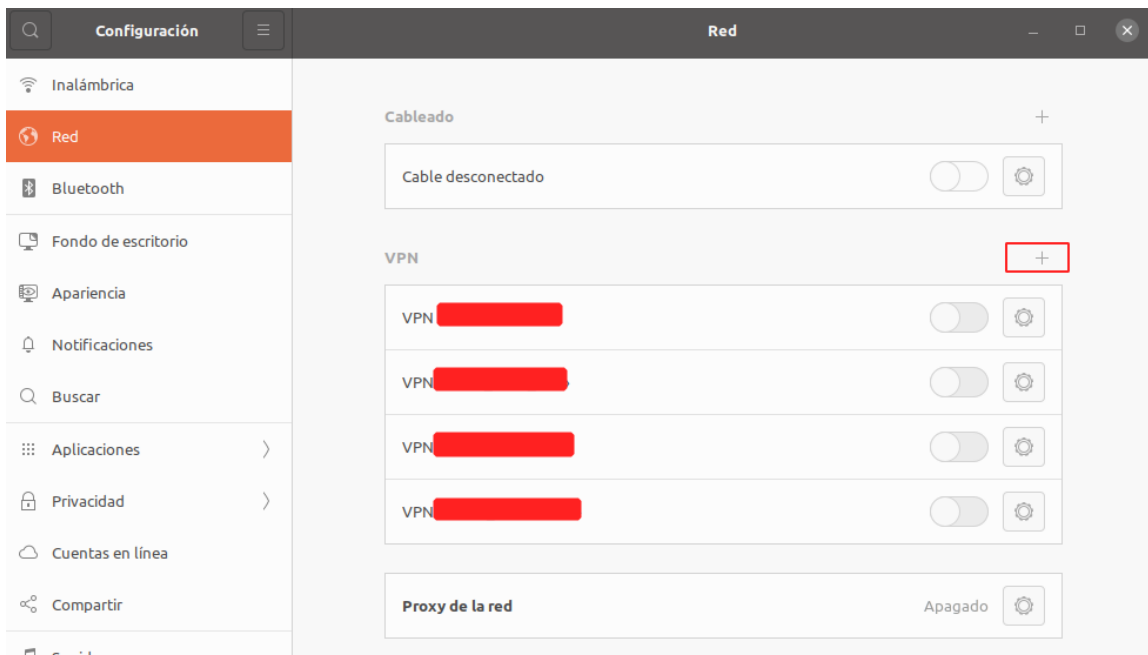 Configuración
Red
Inalámbrica
Red
Bluetooth
Fondo de escritorio
Apariencia
Notificaciones
Buscar
Aplicaciones
Privacidad
Cuentas en línea
Compartir
Cableado
Cable desconectado
VPN
VPN
VPN
VPN
VPN
Proxy de la red
Apagado